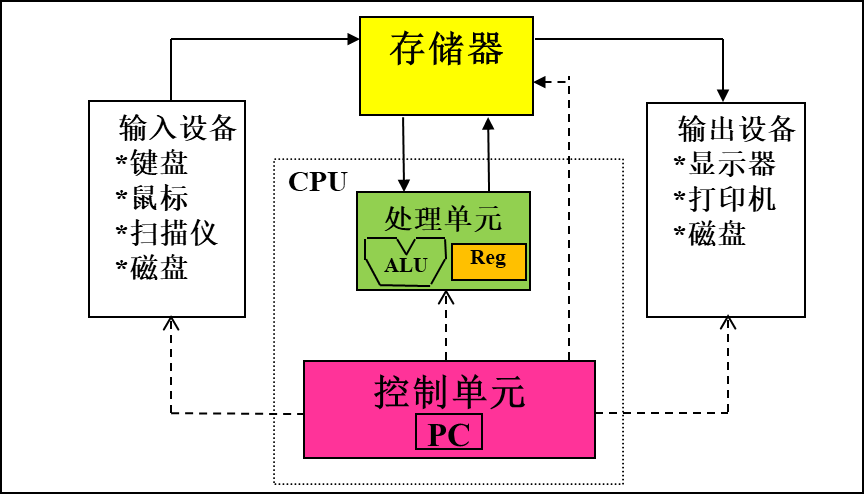 存储器
输入设备
*键盘
*鼠标
*扫描仪
*磁盘
CPU
处理单元
ALU
Reg
输出设备
*显示器
*打印机
*磁盘
控制单元
PC